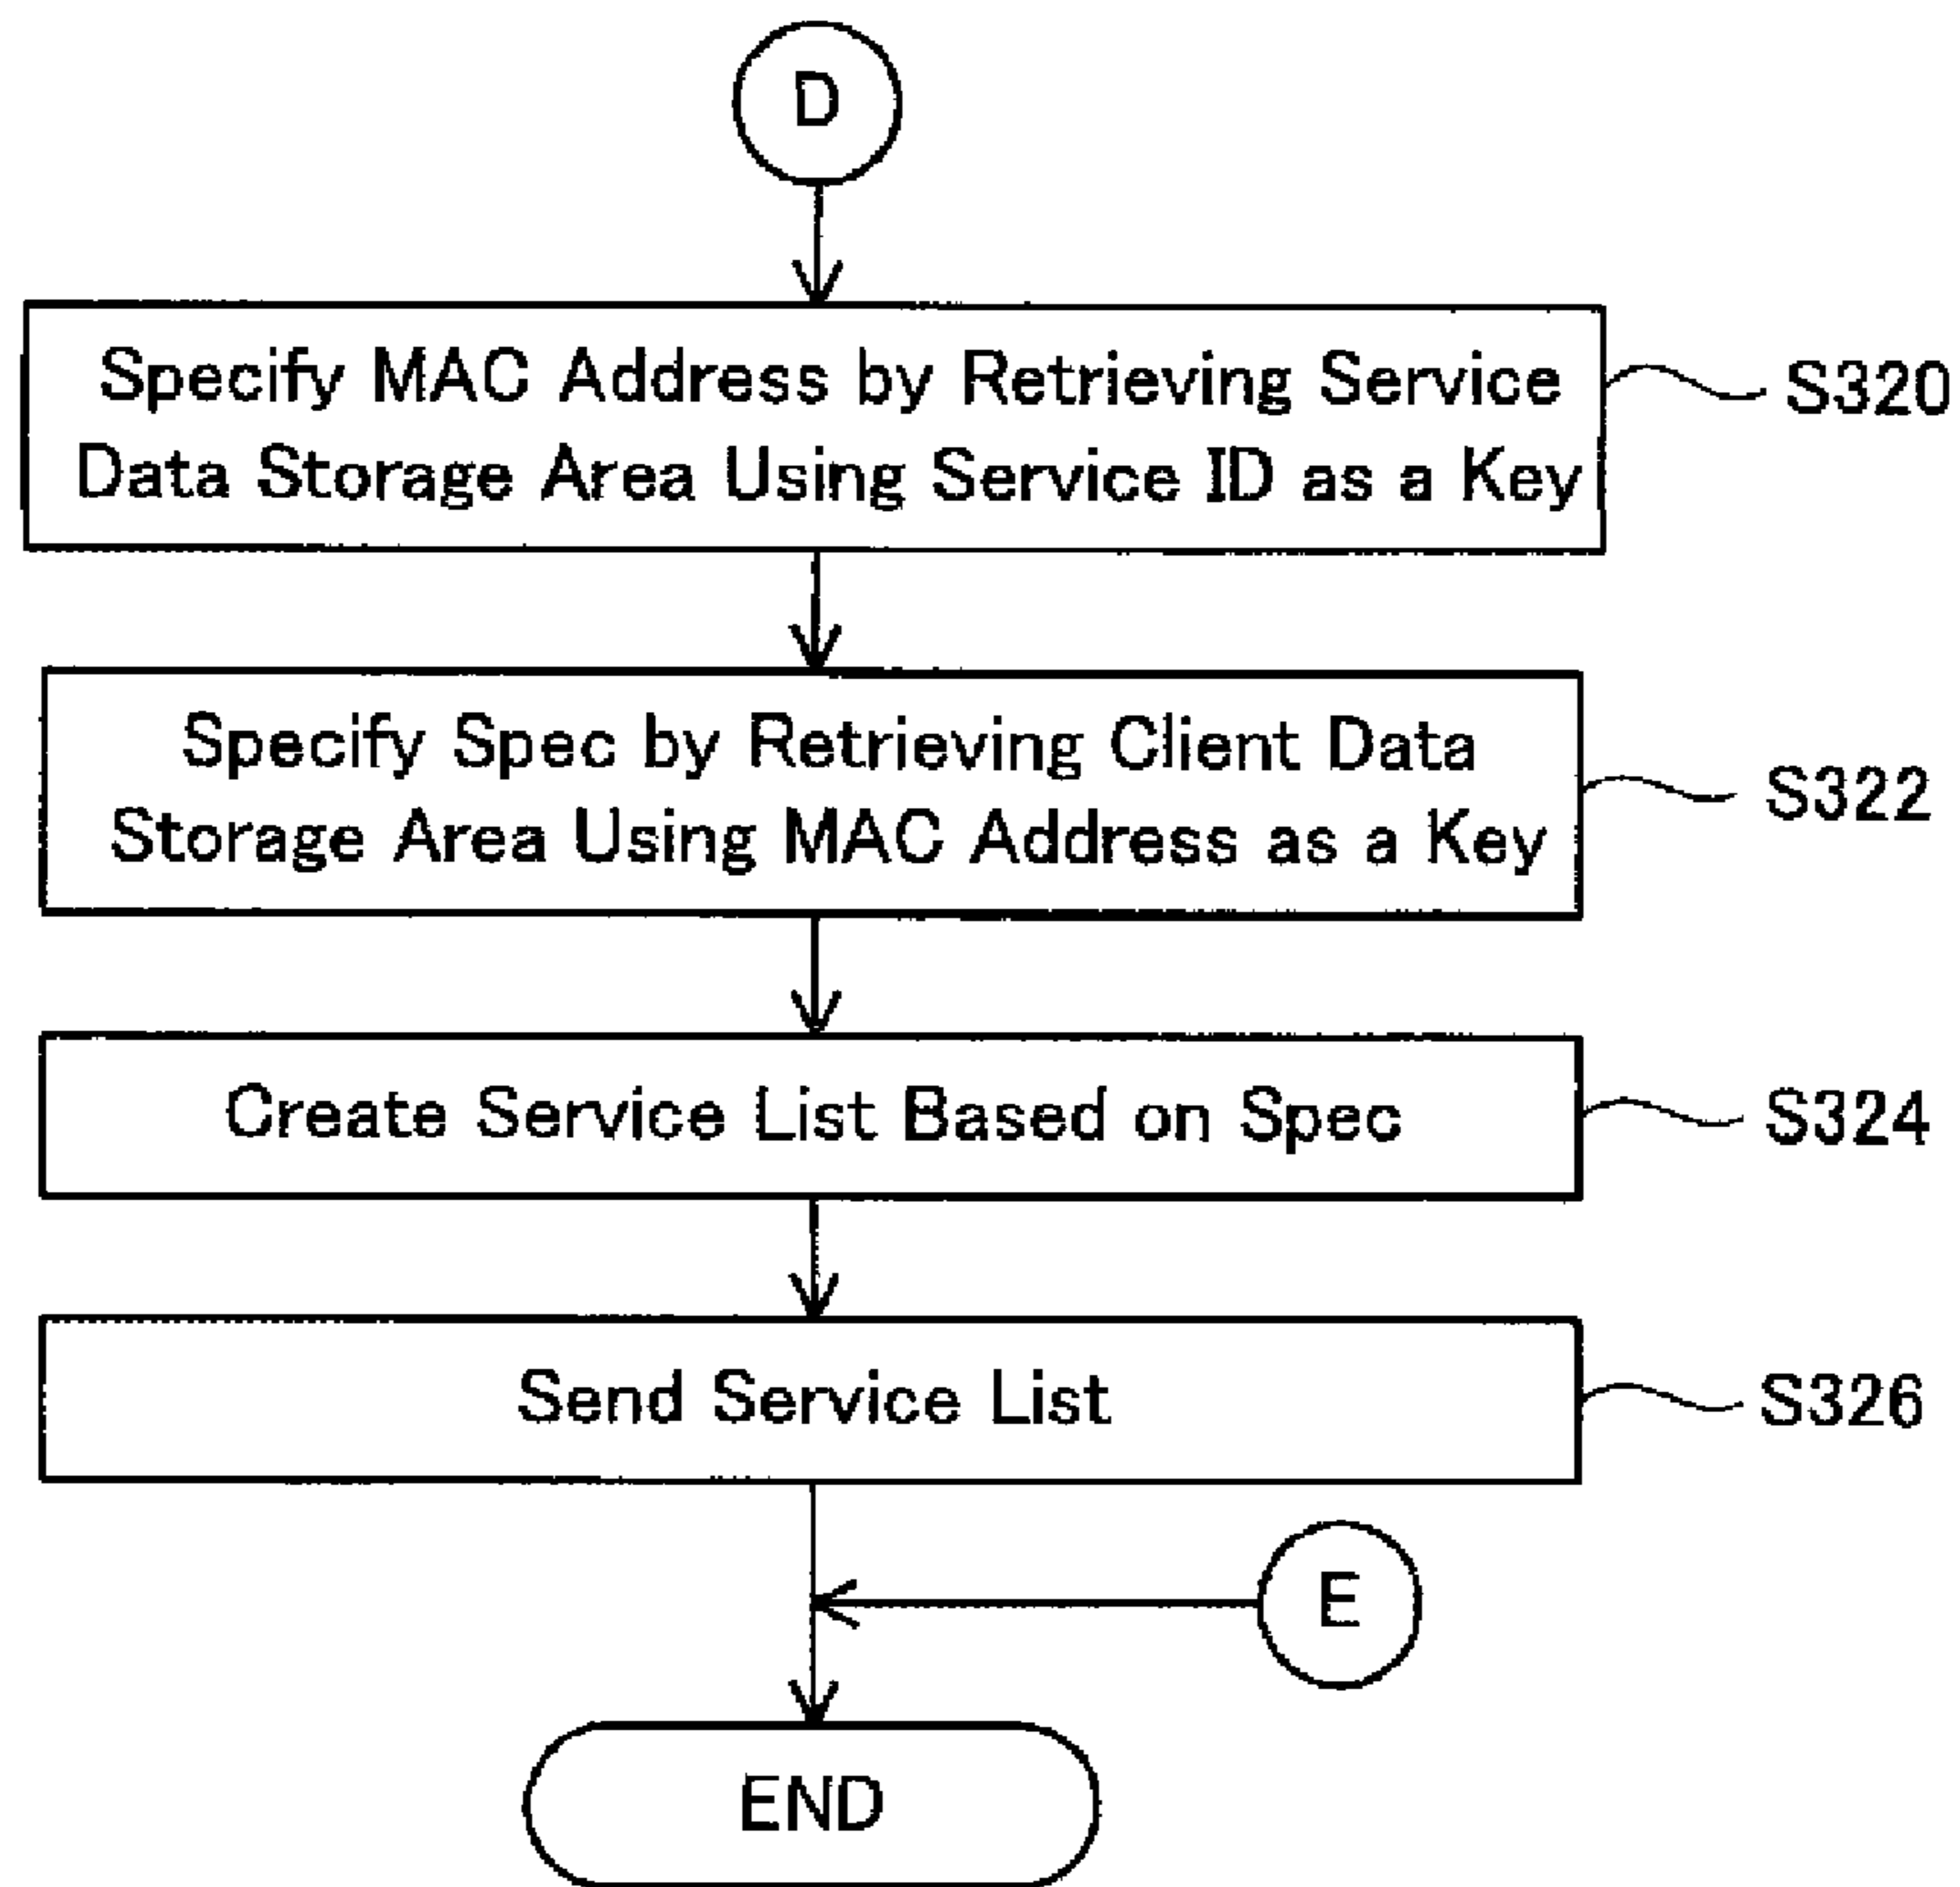 D
Specify MAC Address by Retrieving Service
Data Storage Area Using Service ID as a Key
S320
Specify Spec by Retrieving Client Data
Storage Area Using MAC Address as a Key
S322
Create Service List Based on Spec
S324
Send Service List
S326
E
END